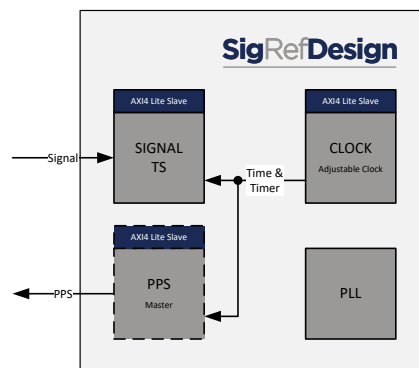 SigRefDesign
AXI4 Lite Slave
SIGNAL
TS
AXI4 Lite Slave
CLOCK
Adjustable Clock
Signal
Time &
Timer
AXI4 Lite Slave
PPS
Master
PPS
PLL